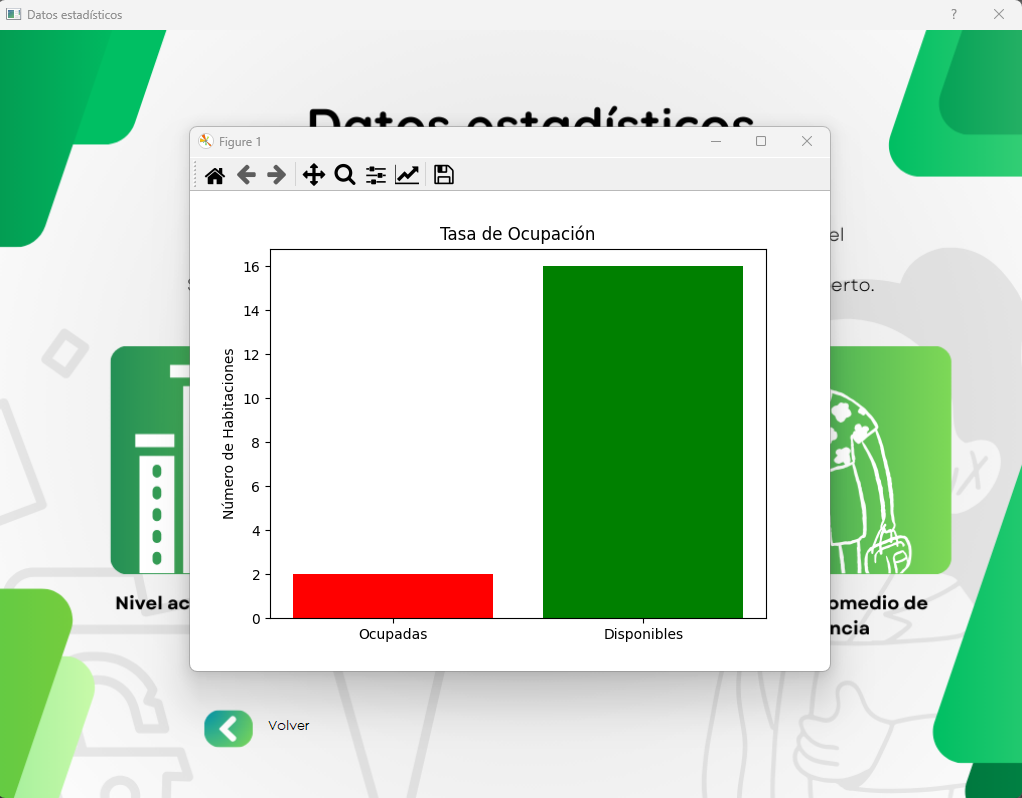 Datos estadísticos
?
Datos estadísticos
Figure 1
Tasa de Ocupación
el
erto.
16
14
12
10
8
6
4
2
0
Número de Habitaciones
Ocupadas
Disponibles
Nivel ac
omedio de
ncia
Volver